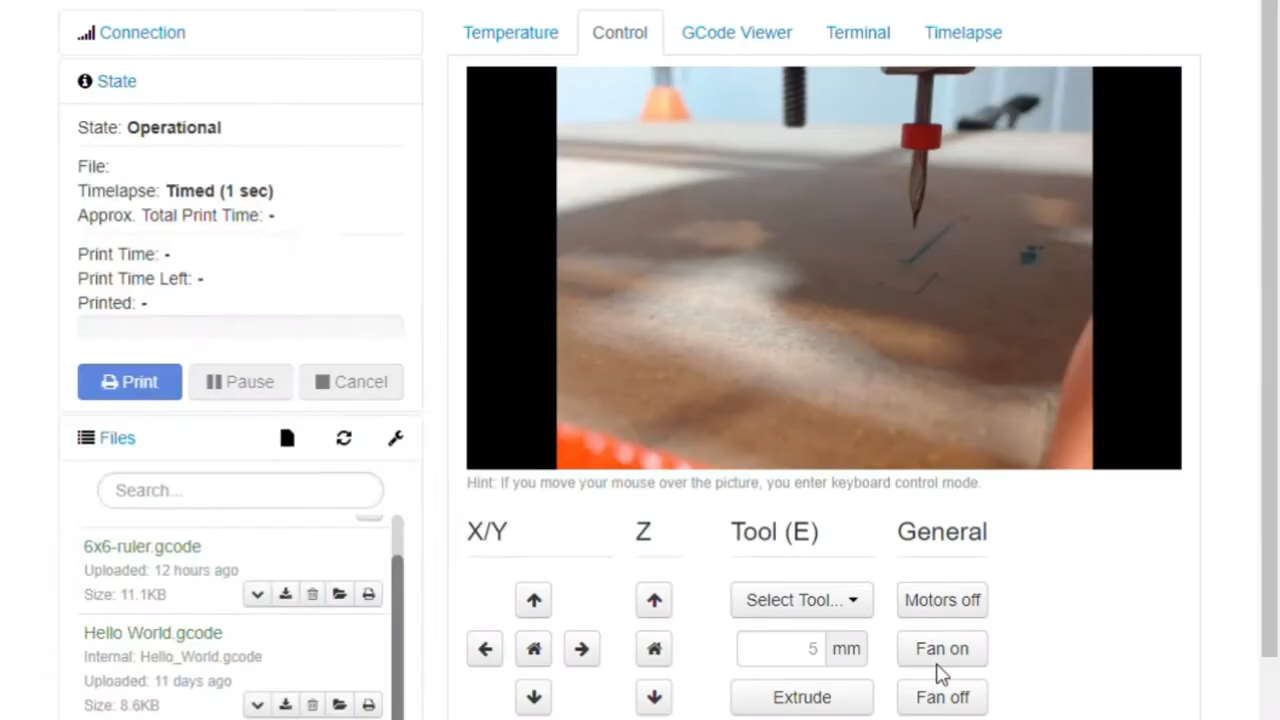 Connection
State
State: Operational
File:
Timelapse: Timed (1 sec)
Approx. Total Print Time: -
Print Time: -
Print Time Left: -
Printed: -
Print Pause Cancel
Files
Search...
6x6-ruler.gcode
Uploaded: 12 hours ago
Size: 11.1KB
Hello World.gcode
Internal: Hello_World.gcode
Uploaded: 11 days ago
Size: 8.6KB
Temperature Control GCode Viewer Terminal Timelapse
Hint: If you move your mouse over the picture, you enter keyboard control mode.
X/Y Z Tool (E) General
Select Tool... Motors off
5 mm Fan on
Extrude Fan off